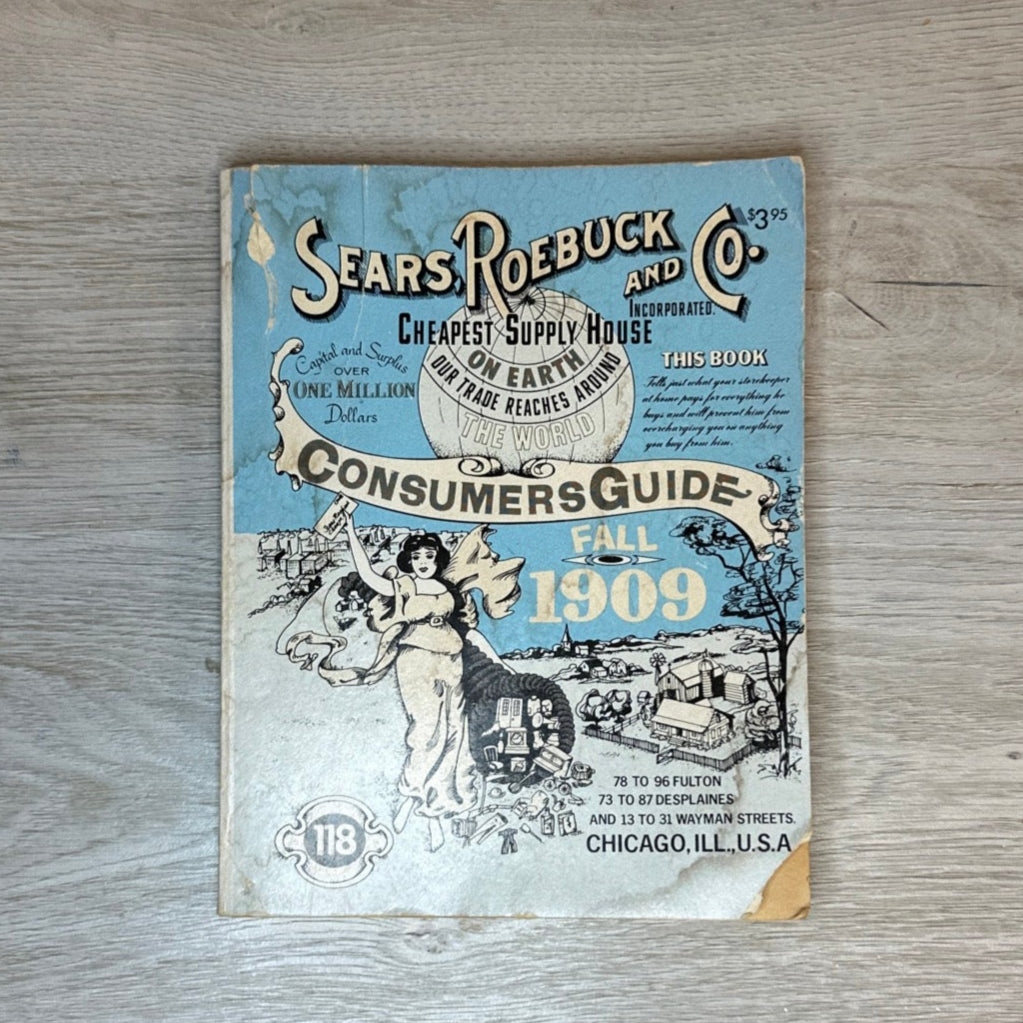 $3.95
SEARS, ROEBUCK AND CO.
INCORPORATED.
CHEAPEST SUPPLY HOUSE
ON EARTH
OUR TRADE REACHES AROUND
THE WORLD
Capital and Surplus
OVER
ONE MILLION
Dollars
THIS BOOK
Tells just what your storekeeper
at home pays for everything he
buys and will prevent him from
overcharging you on anything
you buy from him.
CONSUMERS GUIDE
FALL
1909
78 TO 96 FULTON
73 TO 87 DESPLAINES
AND 13 TO 31 WAYMAN STREETS.
CHICAGO, ILL., U.S.A
118